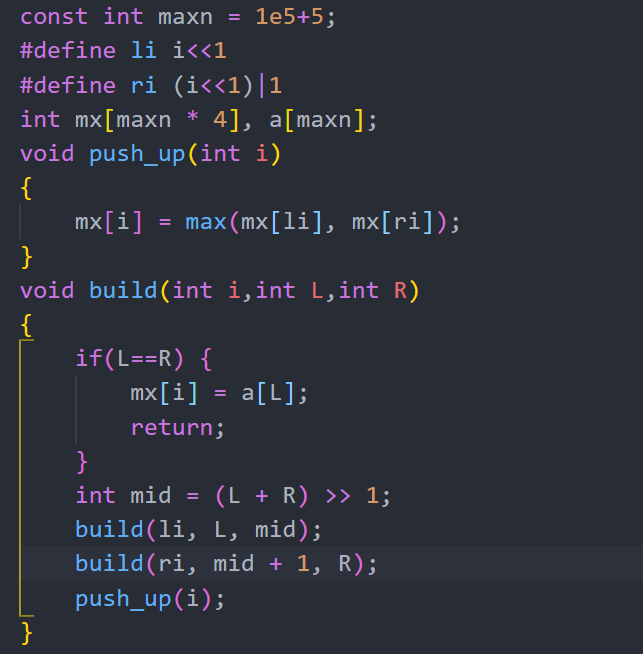 const int maxn = 1e5+5;
#define li i<<1
#define ri (i<<1)|1
int mx[maxn * 4], a[maxn];
void push_up(int i)
{
    mx[i] = max(mx[li], mx[ri]);
}
void build(int i,int L,int R)
{
    if(L==R) {
        mx[i] = a[L];
        return;
    }
    int mid = (L + R) >> 1;
    build(li, L, mid);
    build(ri, mid + 1, R);
    push_up(i);
}